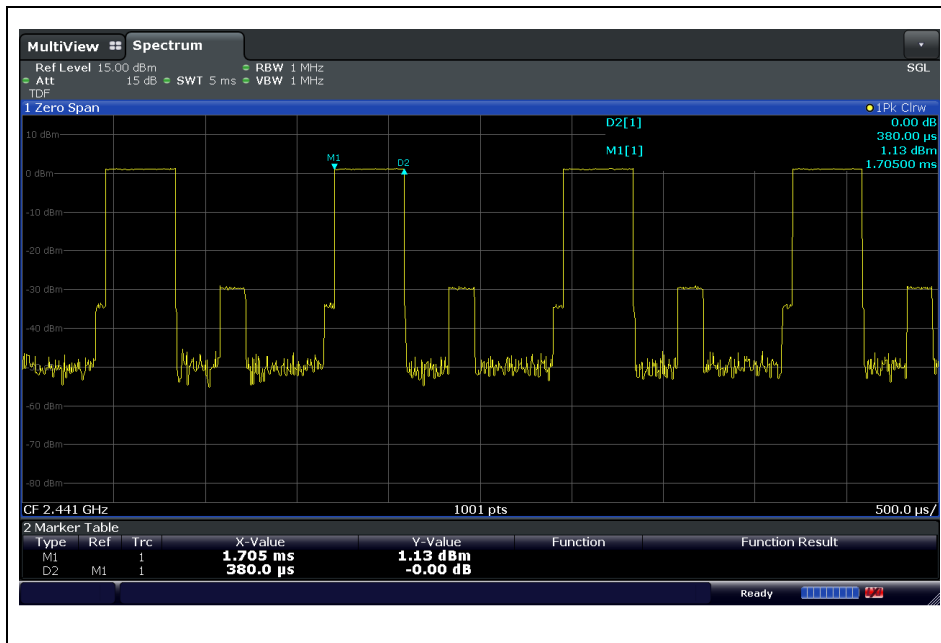 MultiView Spectrum
Ref Level 15.00 dBm RBW 1 MHz SGL
Att 15 dB SWT 5 ms VBW 1 MHz
TDF
1 Zero Span 1Pk Clrw
D2[1] 0.00 dB
380.00 µs
M1[1] 1.13 dBm
1.70500 ms
10 dBm
M1 D2
0 dBm
-10 dBm
-20 dBm
-30 dBm
-40 dBm
-60 dBm
-70 dBm
-80 dBm
CF 2.441 GHz 1001 pts 500.0 µs/
2 Marker Table
Type Ref Trc X-Value Y-Value Function Function Result
M1 1 1.705 ms 1.13 dBm
D2 M1 1 380.0 µs -0.00 dB
Ready